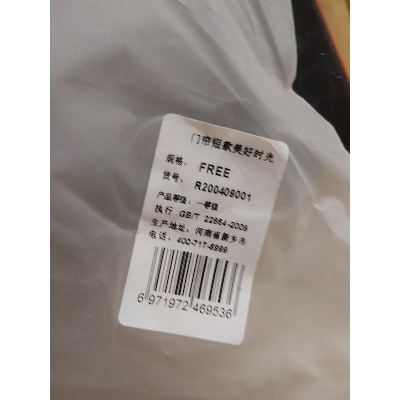 门帘短款美好时光
规格： FREE
货号： R200409001
产品等级：一等级
执行 GB/T 22864-2009
生产地址：河南省新乡市
电话：400-717-8999
6 971972 469536